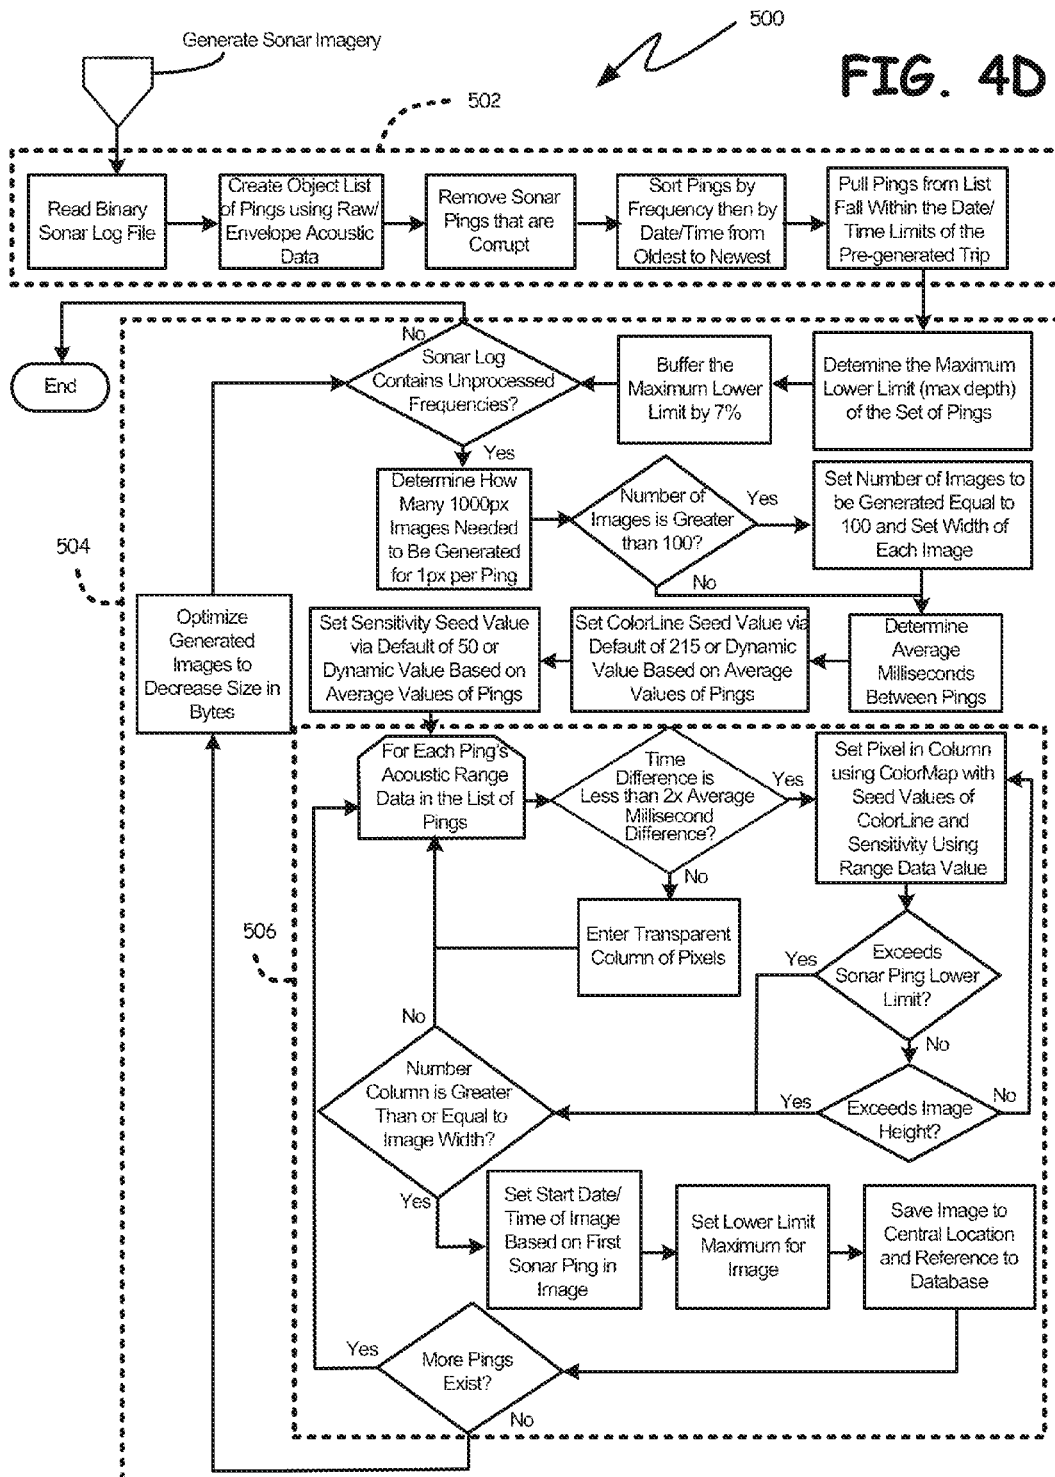 500
Generate Sonar Imagery
FIG. 4D
502
Read Binary
Sonar Log File
Create Object List
of Pings using Raw/
Envelope Acoustic
Data
Remove Sonar
Pings that are
Corrupt
Sort Pings by
Frequency then by
Date/Time from
Oldest to Newest
Pull Pings from List
Fall Within the Date/
Time Limits of the
Pre-generated Trip
No
Sonar Log
Contains Unprocessed
Frequencies?
Buffer the
Maximum Lower
Limit by 7%
Detemine the Maximum
Lower Limit (max depth)
of the Set of Pings
End
Yes
Determine How
Many 1000px
Images Needed
to Be Generated
for 1px per Ping
Number of
Images is Greater
than 100?
Yes
Set Number of Images to
be Generated Equal to
100 and Set Width of
Each Image
504
No
Optimize
Generated
Images to
Decrease Size in
Bytes
Set Sensitivity Seed Value
via Default of 50 or
Dynamic Value Based on
Average Values of Pings
Set ColorLine Seed Value via
Default of 215 or Dynamic
Value Based on Average
Values of Pings
Determine
Average
Milliseconds
Between Pings
For Each Ping's
Acoustic Range
Data in the List of
Pings
Time
Difference is
Less than 2x Average
Millisecond
Difference?
Yes
Set Pixel in Column
using ColorMap with
Seed Values of
ColorLine and
Sensitivity Using
Range Data Value
No
506
Enter Transparent
Column of Pixels
Yes
Exceeds
Sonar Ping Lower
Limit?
No
No
Number
Column is Greater
Than or Equal to
Image Width?
Yes
Exceeds Image
Height?
No
Yes
Set Start Date/
Time of Image
Based on First
Sonar Ping in
Image
Set Lower Limit
Maximum for
Image
Save Image to
Central Location
and Reference to
Database
Yes
More Pings
Exist?
No